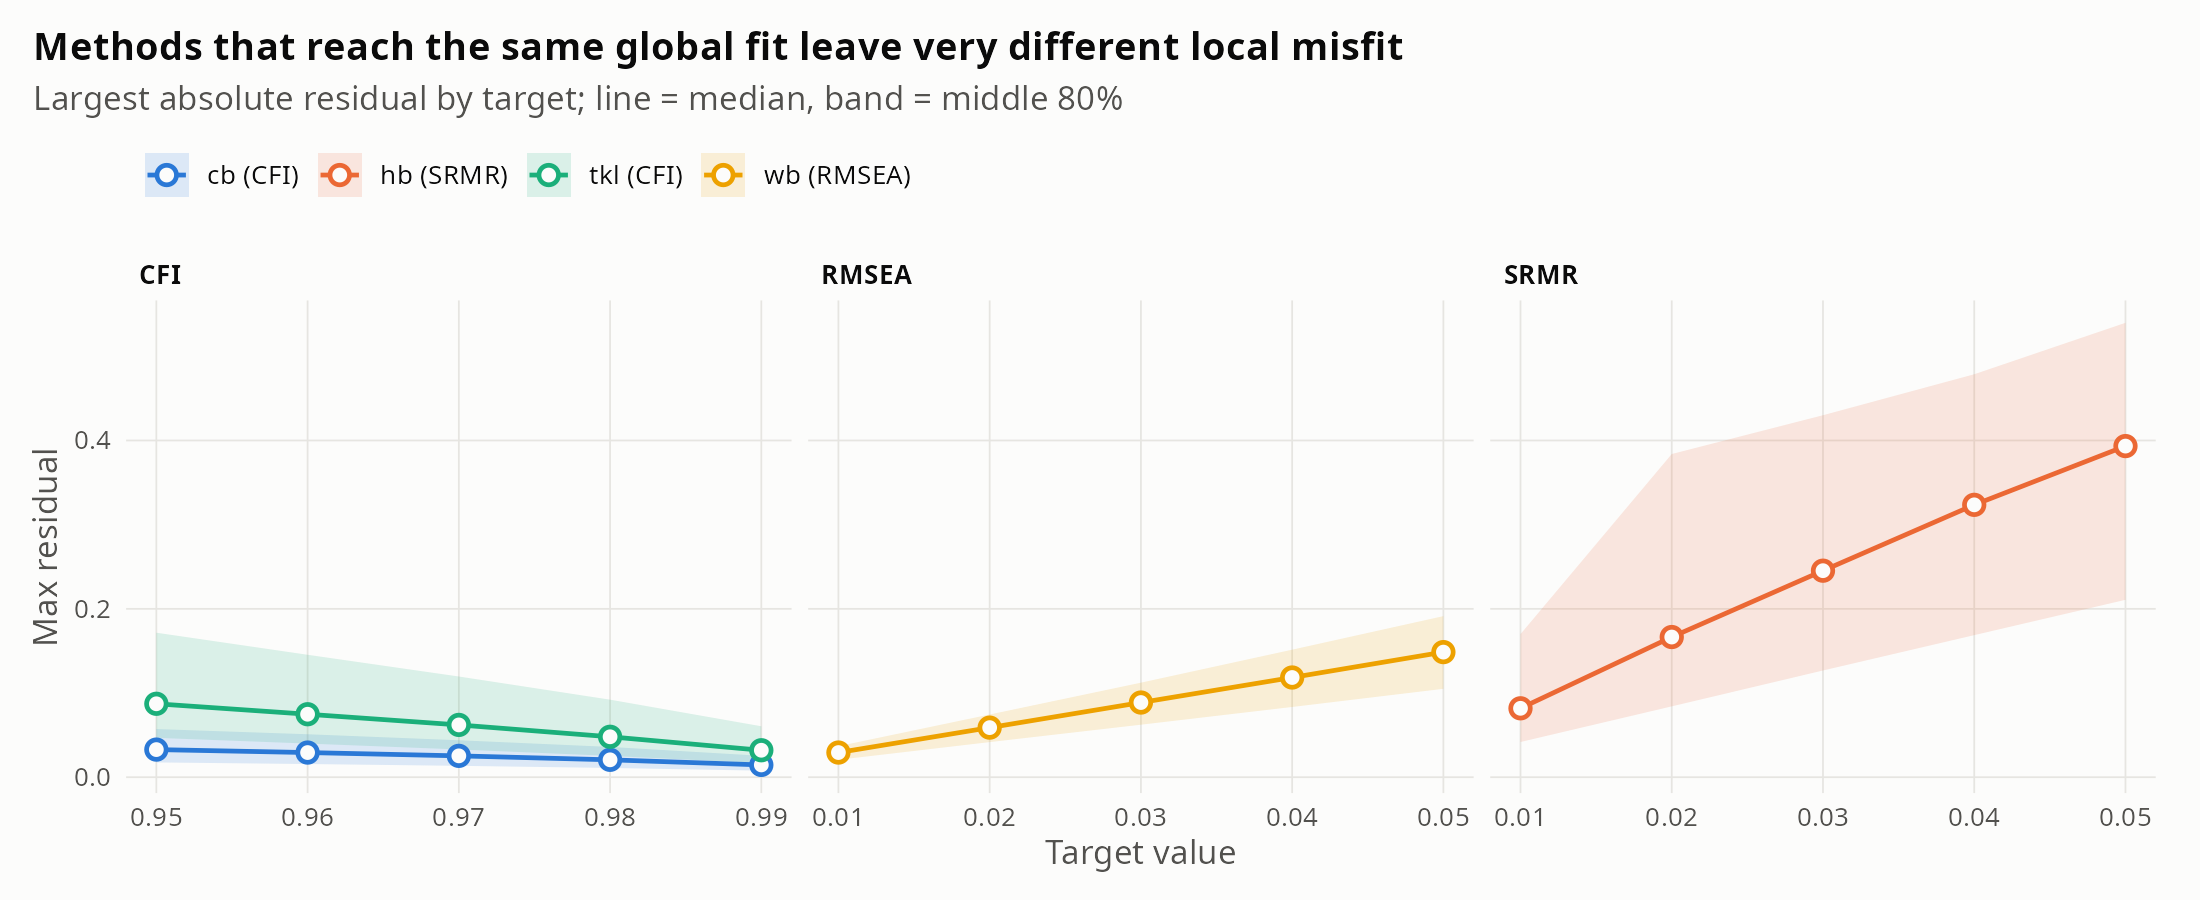 Methods that reach the same global fit leave very different local misfit
Largest absolute residual by target; line = median, band = middle 80%
cb (CFI) hb (SRMR) tkl (CFI) wb (RMSEA)
CFI RMSEA SRMR
Max residual
0.4
0.2
0.0
0.95 0.96 0.97 0.98 0.99 0.01 0.02 0.03 0.04 0.05 0.01 0.02 0.03 0.04 0.05
Target value